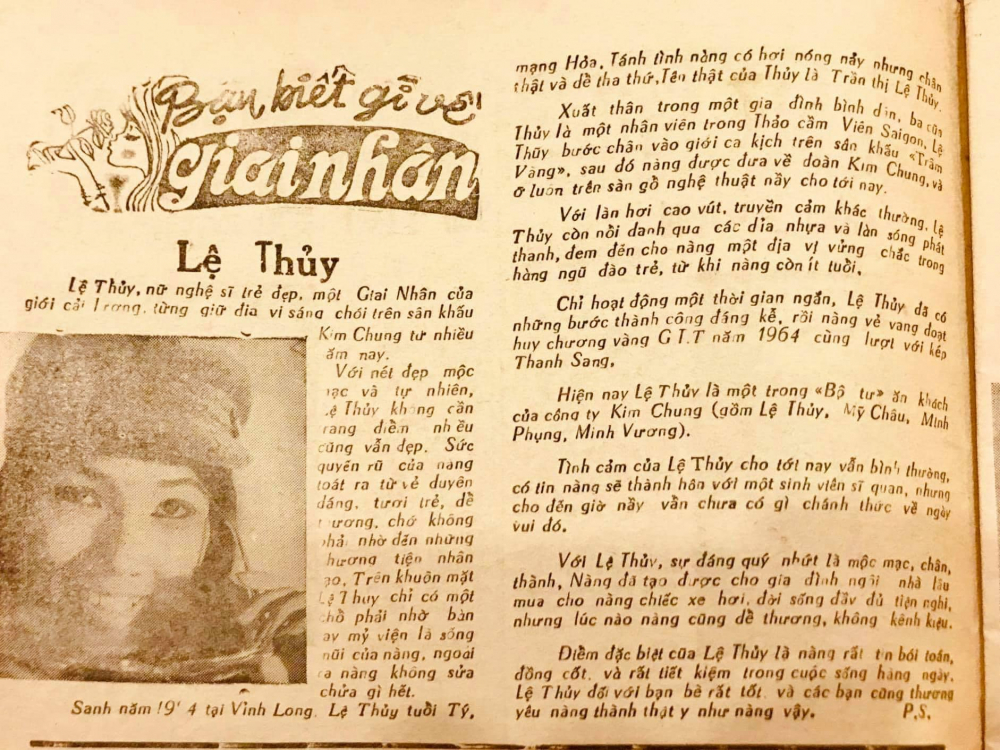 Bạn biết gì về
giai nhân
Lệ Thủy
Lệ Thủy, nữ nghệ sĩ trẻ đẹp, một Giai Nhân của
giới cải lương, từng giữ địa vị sáng chói trên sân khấu
Kim Chung từ nhiều
ăm nay.
Với nét đẹp mộc
ạc và tự nhiên,
Lệ Thủy không cần
rang điểm nhiều
cũng vẫn đẹp. Sức
quyến rũ của nàng
toát ra từ vẻ duyên
dáng, tươi trẻ, dễ
thương, chớ không
phải nhờ đến những
hương tiện nhân
ạo, Trên khuôn mặt
Lệ Thuy chỉ có một
hỗ phải nhờ bàn
ay mỹ viện là sống
mũi của nàng, ngoài
ra nàng không sửa
chửa gì hết.
Sanh năm 19 4 tại Vĩnh Long. Lệ Thủy tuổi Tý,
mạng Hỏa. Tánh tình nàng có hơi nóng nảy nhưng chân
thật và dễ tha thứ.Tên thật của Thủy là Trần thị Lệ Thủy.
Xuất thân trong một gia đình bình dân, ba của
Thủy là một nhân viên trong Thảo cầm Viên Saigon, Lệ
Thũy bước chân vào giới ca kịch trên sân khấu «Trâm
Vàng», sau đó nàng được đưa về đoàn Kim Chung, và
ở luôn trên sàn gỗ nghệ thuật nầy cho tới nay.
Với làn hơi cao vút, truyền cảm khác thường, Lệ
Thủy còn nổi danh qua các dĩa nhựa và làn sóng phát
thanh, đem đến cho nàng một địa vị vửng chắc trong
hàng ngũ đào trẻ, từ khi nàng còn ít tuổi.
Chỉ hoạt động một thời gian ngắn, Lệ Thủy đã có
những bước thành công đáng kể, rồi nàng vẻ vang đoạt
huy chương vàng G T.T năm 1964 cùng lượt với kép
Thanh Sang.
Hiện nay Lệ Thủy là một trong «Bộ tư» ăn khách
của công ty Kim Chung (gồm Lệ Thủy, Mỹ Châu, Minh
Phụng, Minh Vương).
Tình cảm của Lệ Thủy cho tới nay vẫn bình thường,
có tin nàng sẽ thành hôn với một sinh viên sĩ quan, nhưng
cho đến giờ nầy vẫn chưa có gì chánh thức về ngày
vui đó.
Với Lệ Thủy, sự đáng quý nhứt là mộc mạc, chân,
thành, Nàng đã tạo được cho gia đình ngôi nhà lầu
mua cho nàng chiếc xe hơi, đời sống đầy đủ tiện nghi,
nhưng lúc nào nàng cũng dễ thương, không kênh kiệu.
Điểm đặc biệt của Lệ Thủy là nàng rất tin bói toán,
đồng cốt, và rất tiết kiệm trong cuộc sống hàng ngày.
Lệ Thủy đối với bạn bè rất tốt và các bạn cũng thương
yêu nàng thành thật y như nàng vậy. P.S.